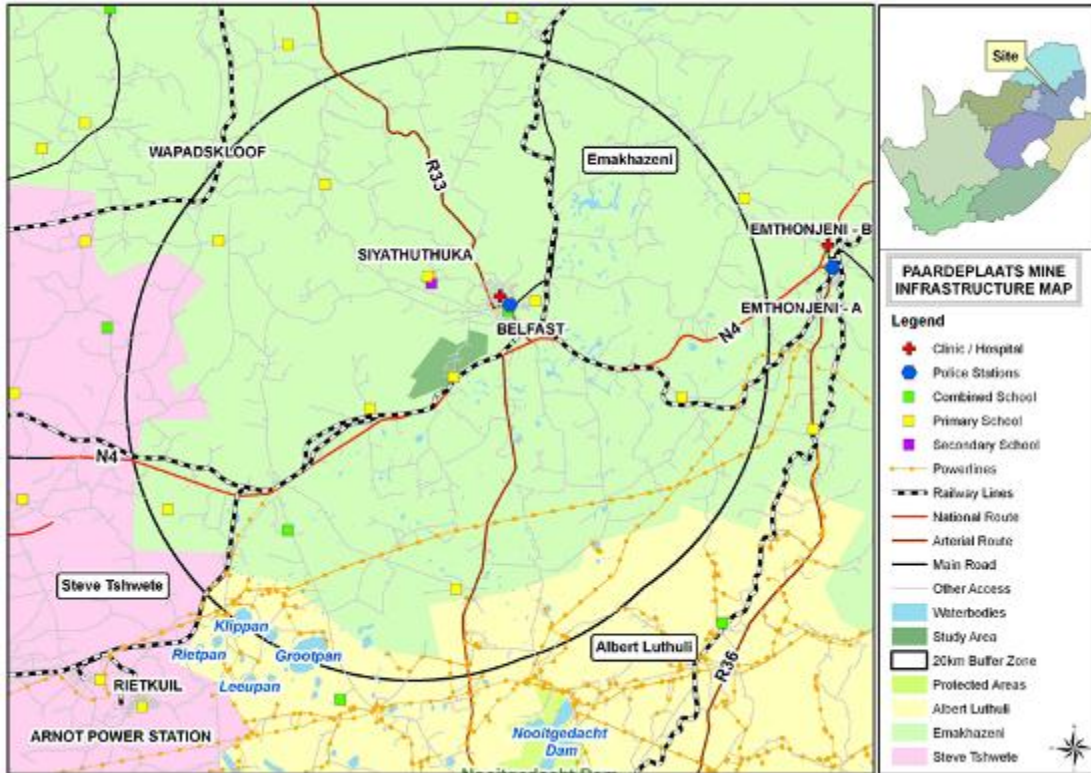 WAPADSKLOOF
R33
Emakhazeni
EMTHONJENI - B
SIYATHUTHUKA
EMTHONJENI - A
BELFAST
N4
N4
Steve Tshwete
Klippan
Rietpan
Grootpan
Leeupan
Albert Luthuli
R36
RIETKUIL
ARNOT POWER STATION
Nooitgedacht
Dam
Nooitgedacht Dam
Site
PAARDEPLAATS MINE
INFRASTRUCTURE MAP
Legend
Clinic / Hospital
Police Stations
Combined School
Primary School
Secondary School
Powerlines
Railway Lines
National Route
Arterial Route
Main Road
Other Access
Waterbodies
Study Area
20km Buffer Zone
Protected Areas
Albert Luthuli
Emakhazeni
Steve Tshwete